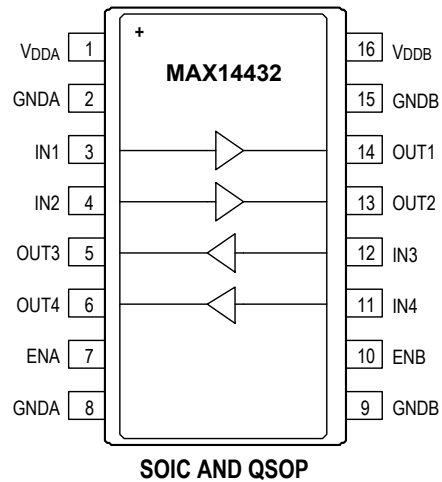 +
MAX14432
VDDA 1 16 VDDB
GNDA 2 15 GNDB
IN1 3 14 OUT1
IN2 4 13 OUT2
OUT3 5 12 IN3
OUT4 6 11 IN4
ENA 7 10 ENB
GNDA 8 9 GNDB
SOIC AND QSOP